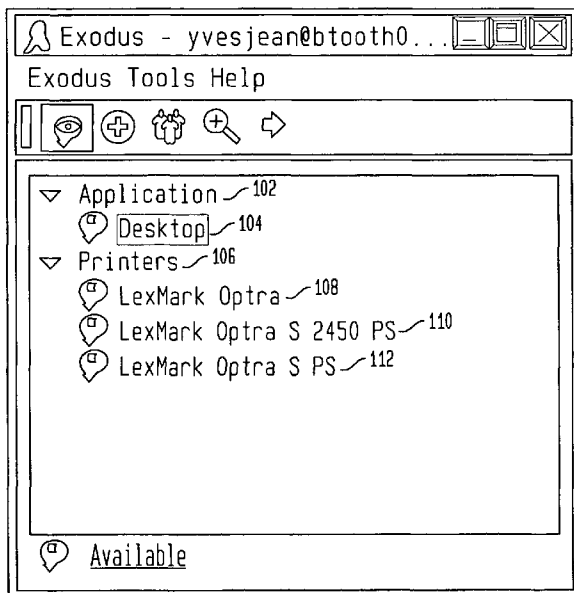 Exodus - yvesjean@btooth0...
Exodus Tools Help
Application 102
Desktop 104
Printers 106
LexMark Optra 108
LexMark Optra S 2450 PS 110
LexMark Optra S PS 112
Available